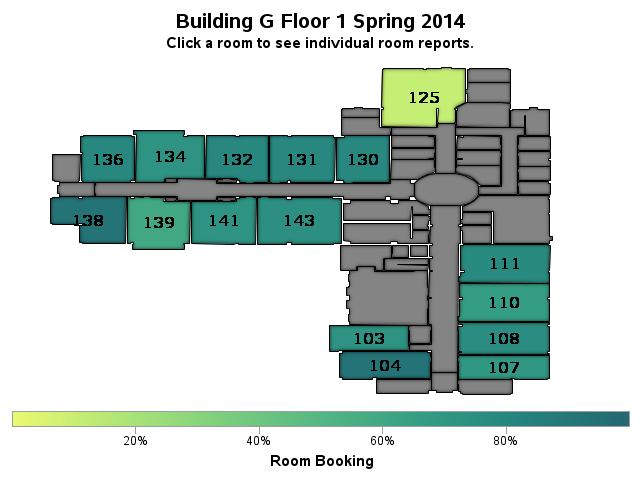 Building G Floor 1 Spring 2014
Click a room to see individual room reports.
125
136 134 132 131 130
138 139 141 143
111
110
103 108
104 107
20% 40% 60% 80%
Room Booking